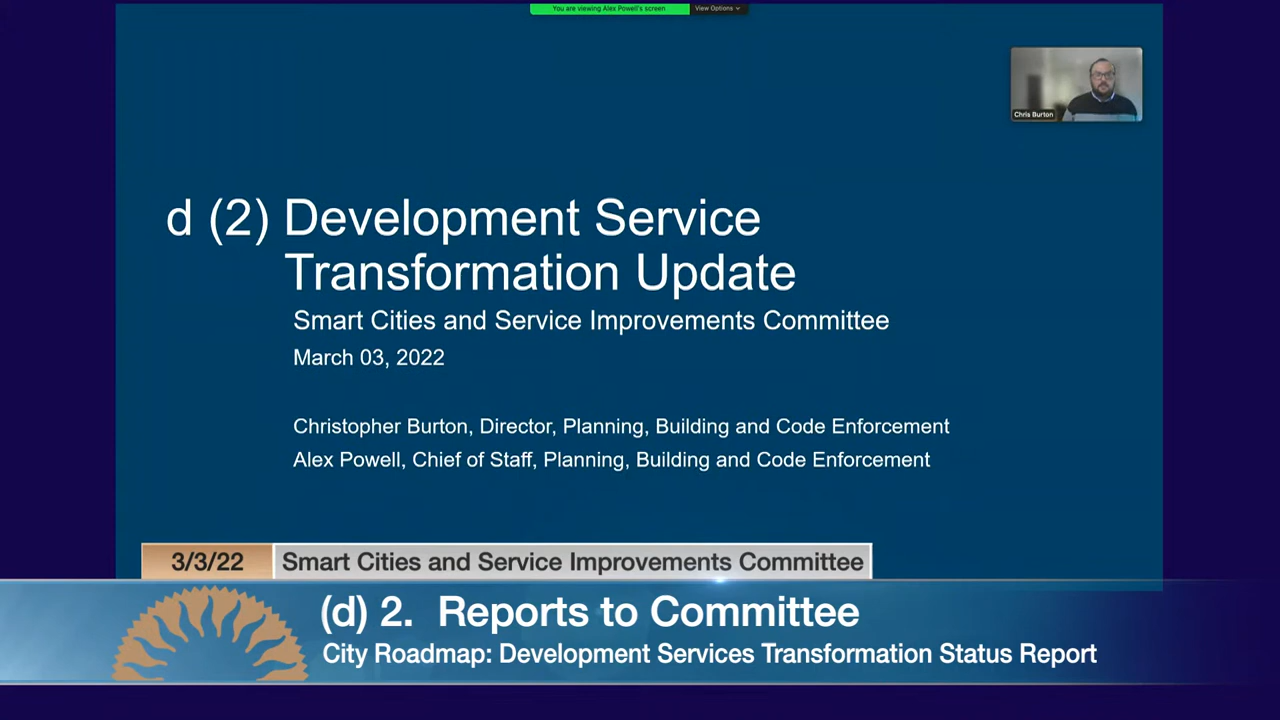 You are viewing Alex Powell's screen
View Options
Chris Burton
d (2) Development Service
Transformation Update
Smart Cities and Service Improvements Committee
March 03, 2022
Christopher Burton, Director, Planning, Building and Code Enforcement
Alex Powell, Chief of Staff, Planning, Building and Code Enforcement
3/3/22
Smart Cities and Service Improvements Committee
(d) 2. Reports to Committee
City Roadmap: Development Services Transformation Status Report